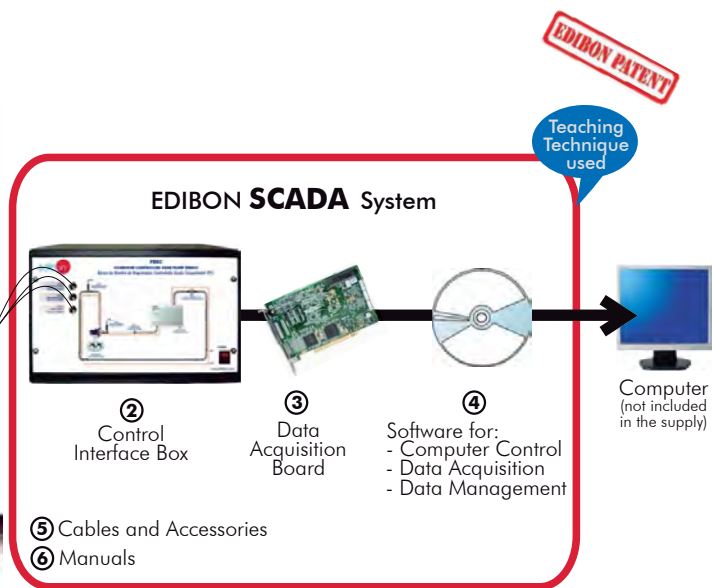 EDIBON PATENT
Teaching
Technique
used
EDIBON SCADA System
②
Control
Interface Box
③
Data
Acquisition
Board
④
Software for:
- Computer Control
- Data Acquisition
- Data Management
Computer
(not included
in the supply)
⑤ Cables and Accessories
⑥ Manuals